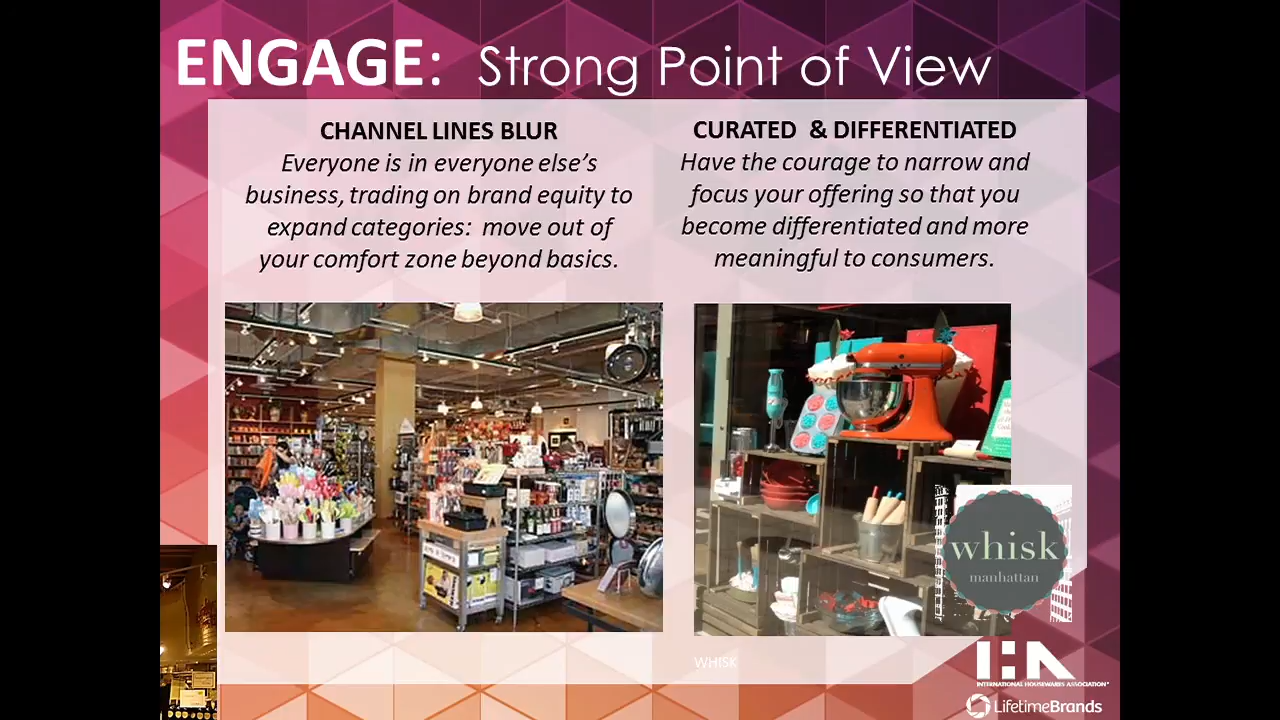 ENGAGE: Strong Point of View
CHANNEL LINES BLUR
Everyone is in everyone else's
business, trading on brand equity to
expand categories: move out of
your comfort zone beyond basics.
CURATED & DIFFERENTIATED
Have the courage to narrow and
focus your offering so that you
become differentiated and more
meaningful to consumers.
whisk
manhattan
WHISK
IHA
INTERNATIONAL HOUSEWARES ASSOCIATION
LifetimeBrands